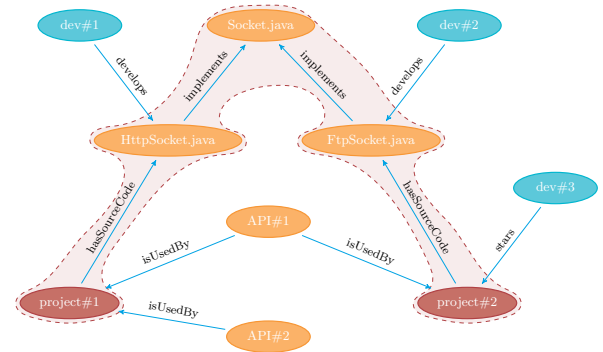 dev#1
Socket.java
dev#2
develops
implements
implements
develops
HttpSocket.java
FtpSocket.java
dev#3
hasSourceCode
hasSourceCode
API#1
stars
isUsedBy
isUsedBy
project#1
project#2
isUsedBy
API#2